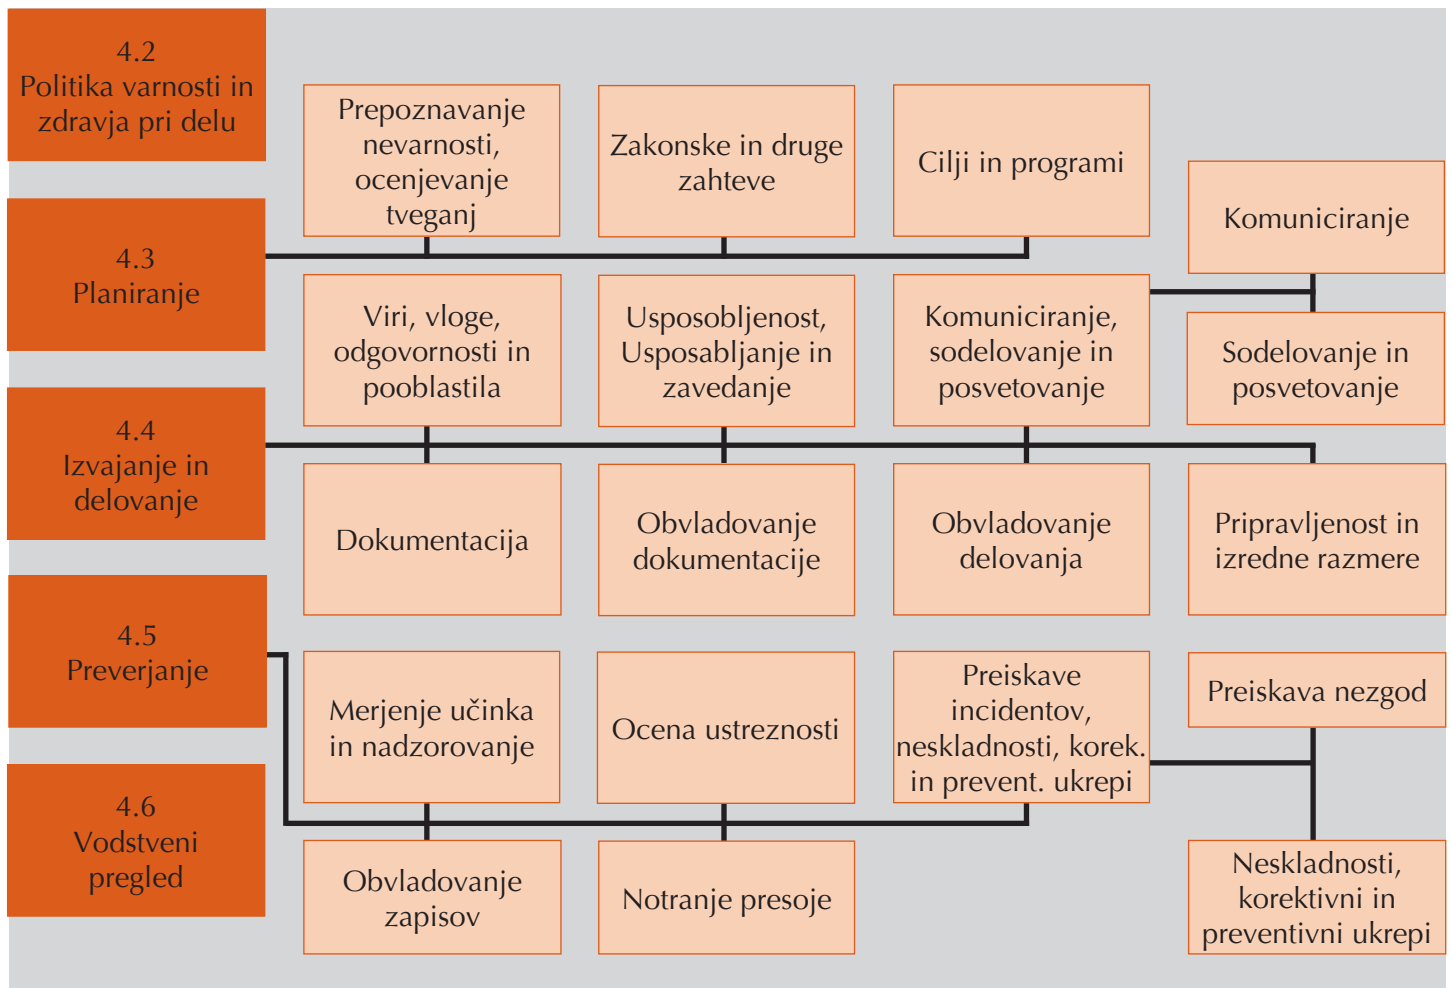 4.2
Politika varnosti in
zdravja pri delu
Prepoznavanje
nevarnosti,
ocenjevanje
tveganj
Zakonske in druge
zahteve
Cilji in programi
Komuniciranje
4.3
Planiranje
Viri, vloge,
odgovornosti in
pooblastila
Usposobljenost,
Usposabljanje in
zavedanje
Komuniciranje,
sodelovanje in
posvetovanje
Sodelovanje in
posvetovanje
4.4
Izvajanje in
delovanje
Dokumentacija
Obvladovanje
dokumentacije
Obvladovanje
delovanja
Pripravljenost in
izredne razmere
4.5
Preverjanje
Merjenje učinka
in nadzorovanje
Ocena ustreznosti
Preiskave
incidentov,
neskladnosti, korek.
in prevent. ukrepi
Preiskava nezgod
4.6
Vodstveni
pregled
Obvladovanje
zapisov
Notranje presoje
Neskladnosti,
korektivni in
preventivni ukrepi